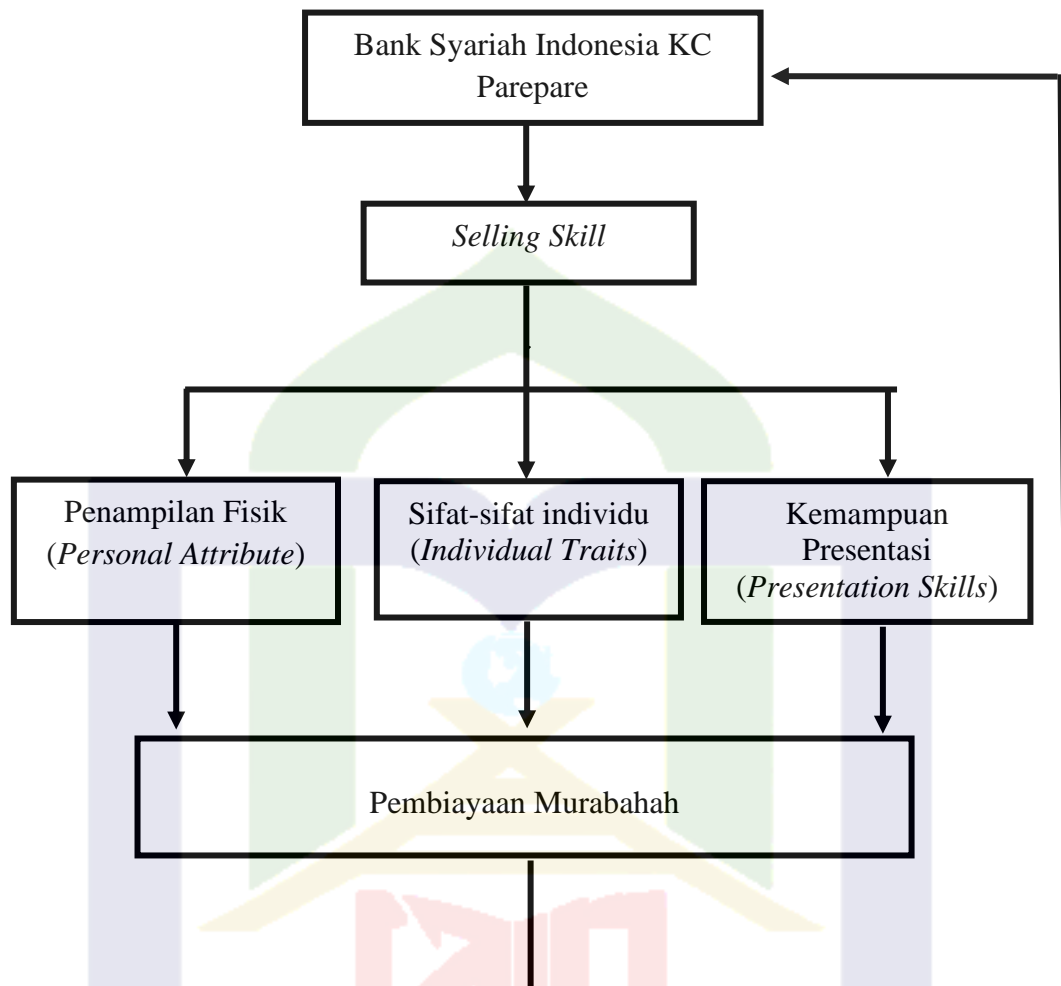 Bank Syariah Indonesia KC
Parepare
Selling Skill
Penampilan Fisik
(Personal Attribute)
Sifat-sifat individu
(Individual Traits)
Kemampuan
Presentasi
(Presentation Skills)
Pembiayaan Murabahah